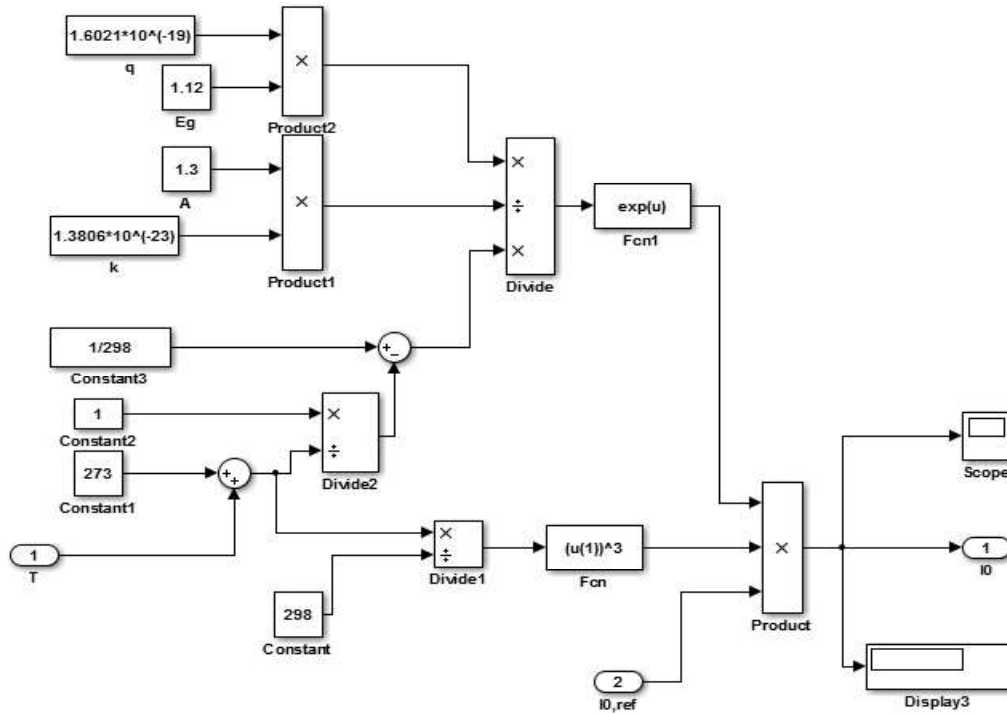 1.6021*10^(-19)
q
1.12
Eg
×
Product2
1.3
A
1.3806*10^(-23)
k
×
Product1
×
÷
×
Divide
exp(u)
Fcn1
1/298
Constant3
+
−
1
Constant2
×
÷
Divide2
273
Constant1
+
+
1
T
×
÷
Divide1
298
Constant
(u(1))^3
Fcn
2
I0,ref
×
Product
Scope
1
I0
Display3